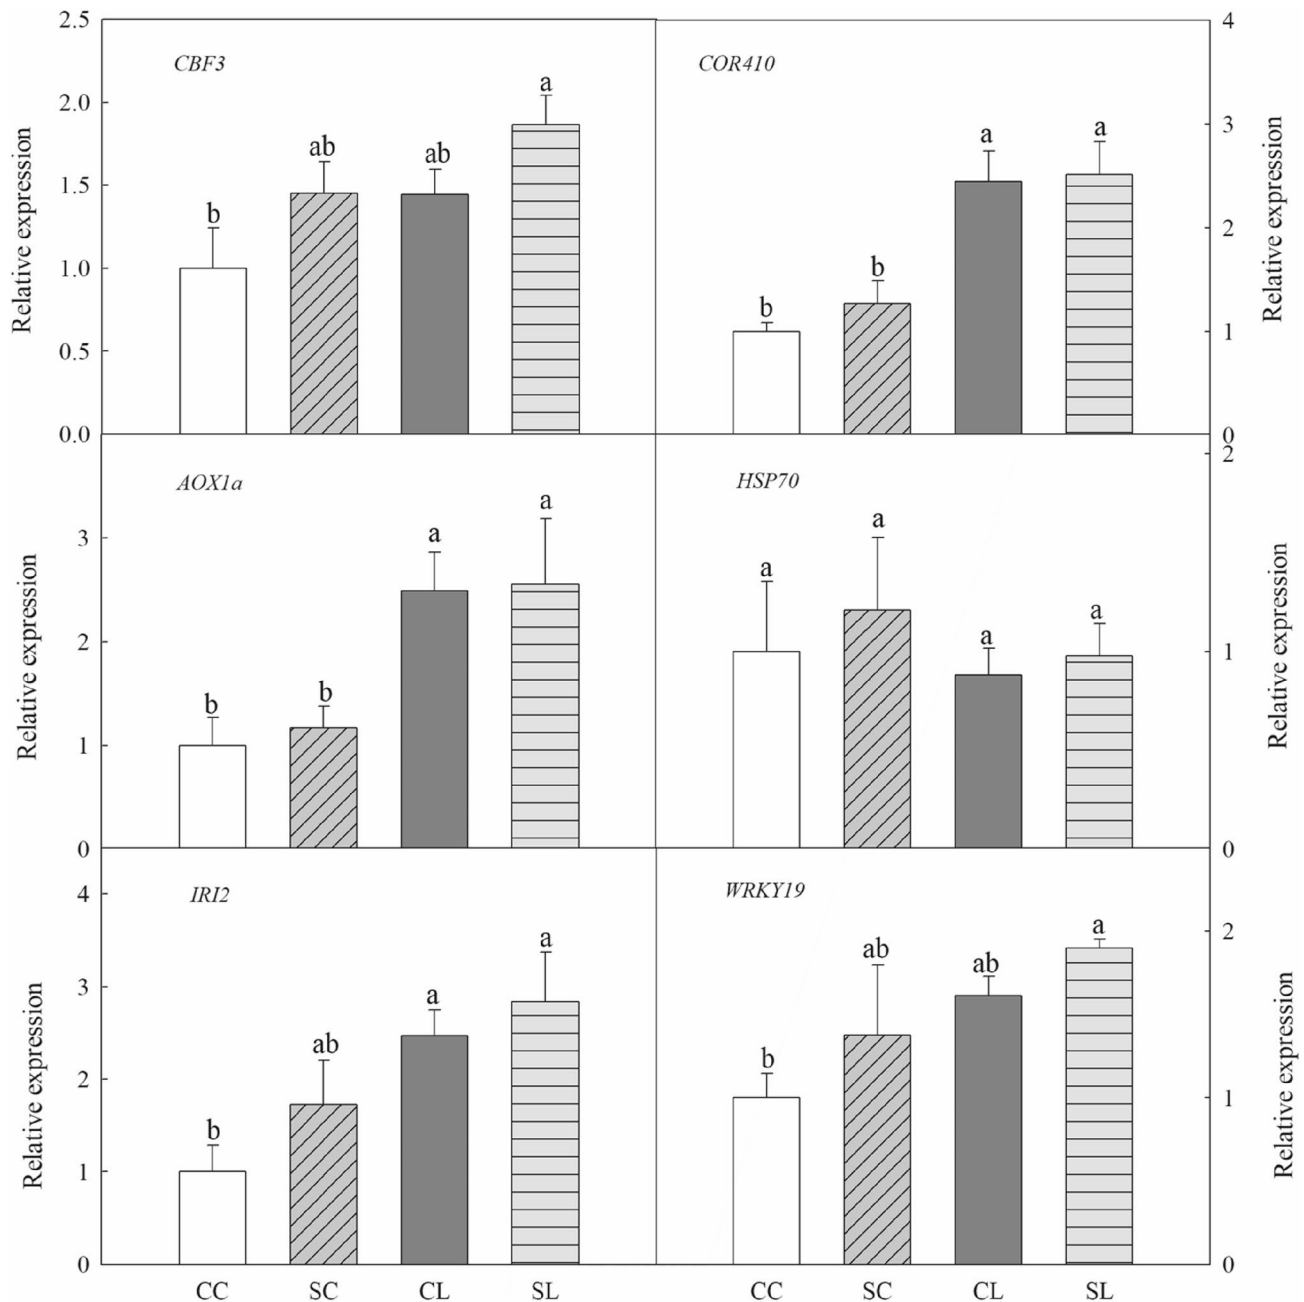 CBF3
COR410
Relative expression
2.5
2.0
1.5
1.0
0.5
0.0
b
ab
ab
a
b
b
a
a
4
3
2
1
0
Relative expression
AOX1a
HSP70
Relative expression
3
2
1
0
b
b
a
a
a
a
a
a
2
1
0
Relative expression
IRI2
WRKY19
Relative expression
4
3
2
1
0
b
ab
a
a
b
ab
ab
a
2
1
0
Relative expression
CC SC CL SL CC SC CL SL